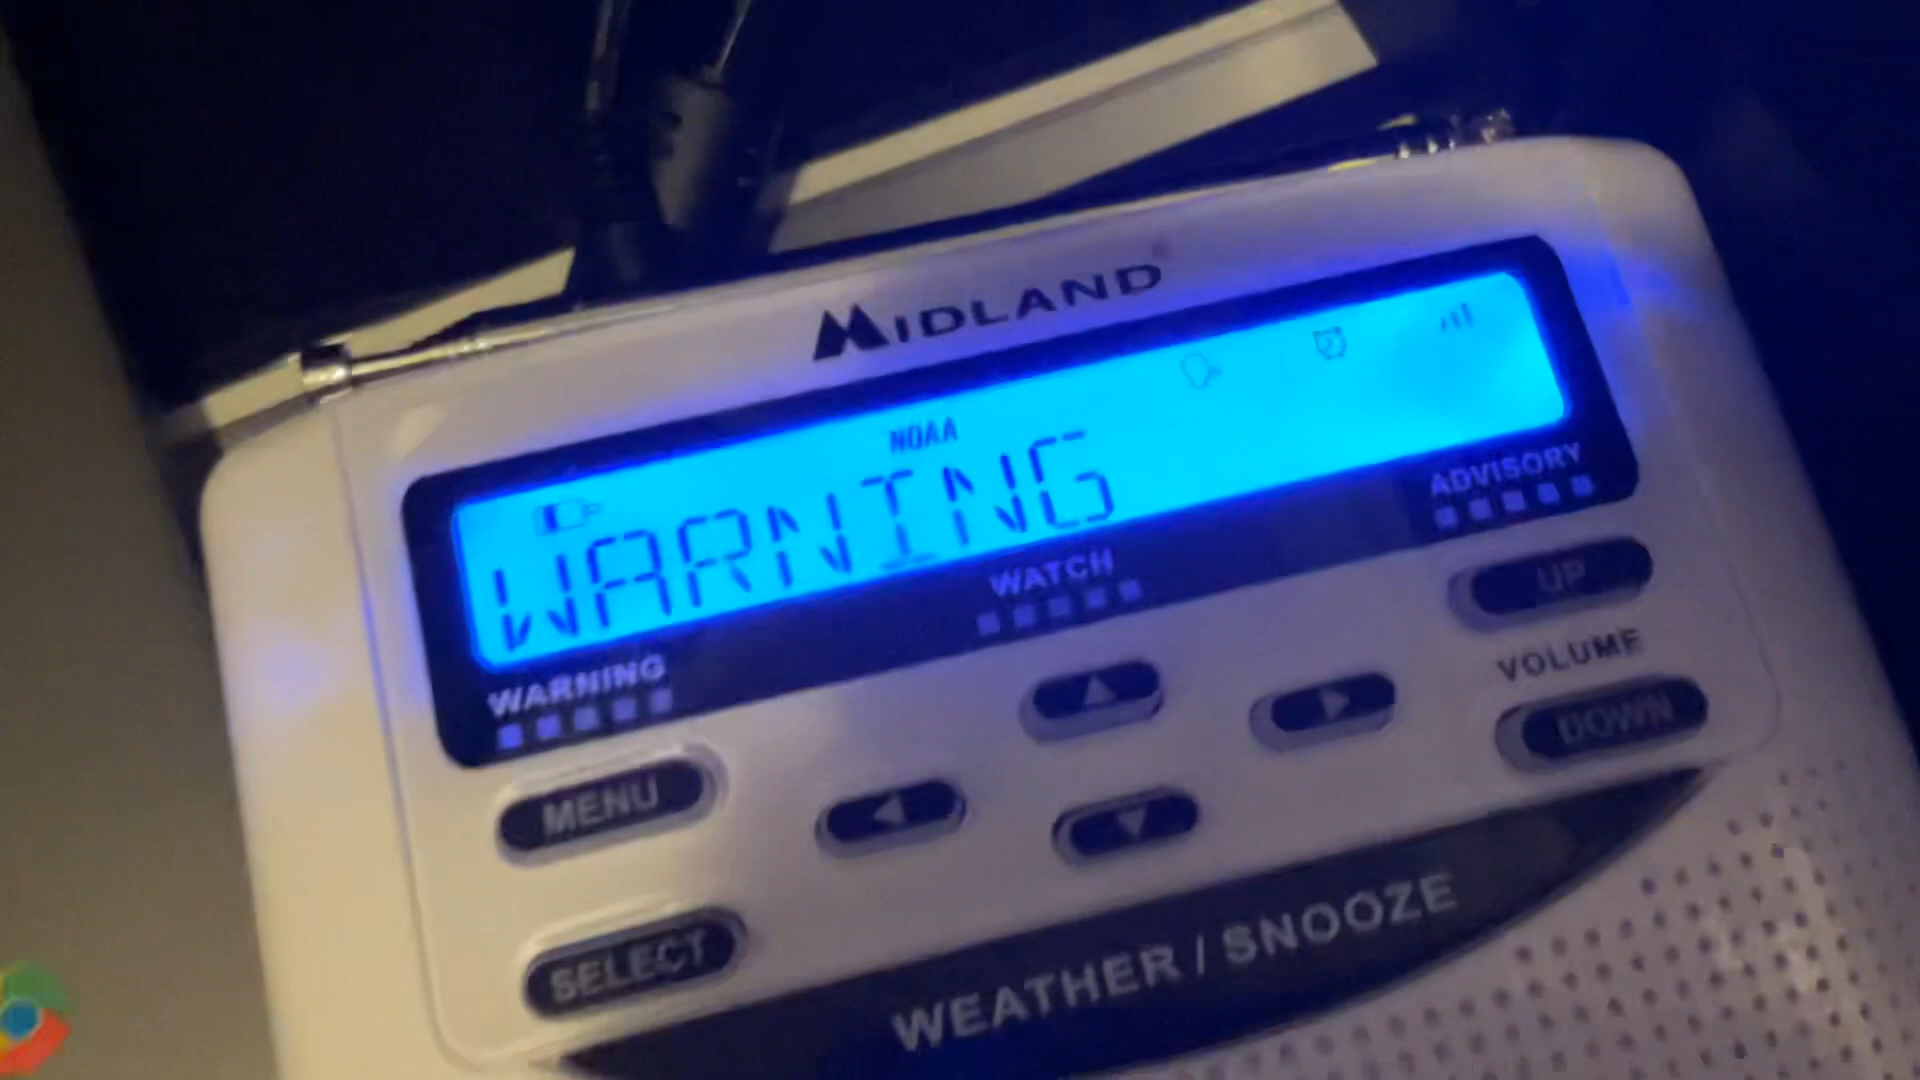 MIDLAND
NOAA
WARNING
ADVISORY
WATCH
WARNING
UP
VOLUME
DOWN
MENU
SELECT
WEATHER / SNOOZE